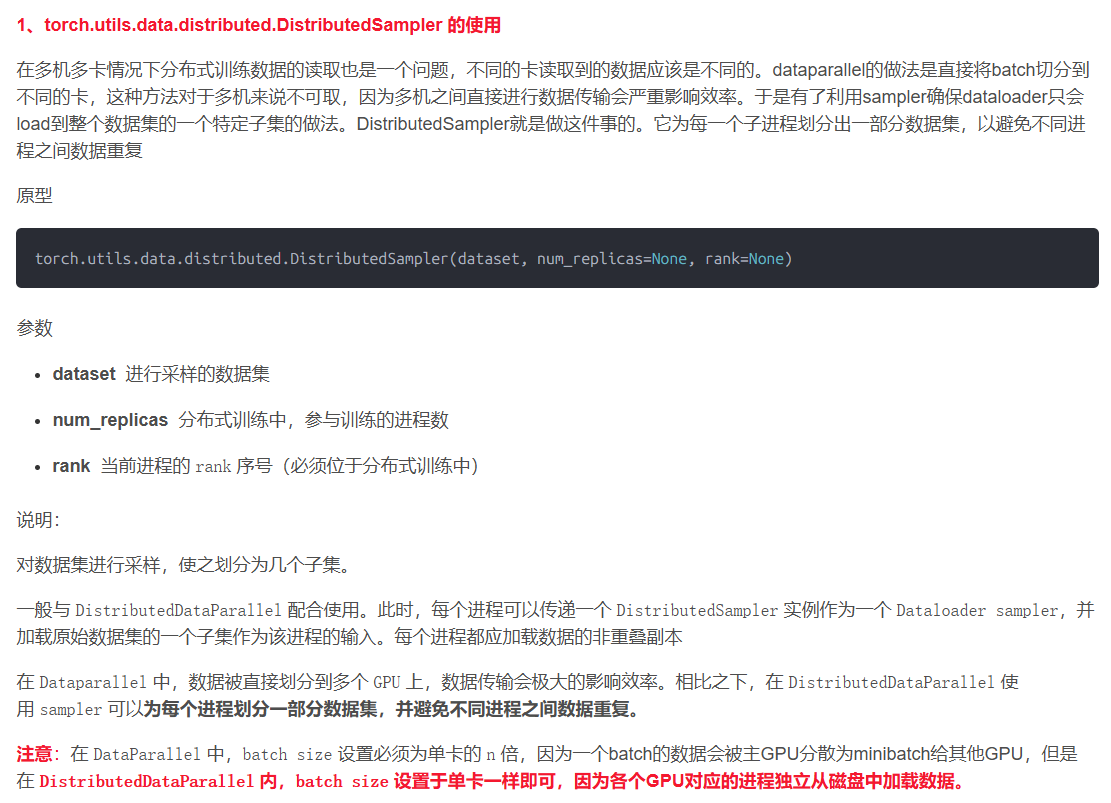 1、torch.utils.data.distributed.DistributedSampler 的使用
在多机多卡情况下分布式训练数据的读取也是一个问题，不同的卡读取到的数据应该是不同的。dataparallel的做法是直接将batch切分到
不同的卡，这种方法对于多机来说不可取，因为多机之间直接进行数据传输会严重影响效率。于是有了利用sampler确保dataloader只会
load到整个数据集的一个特定子集的做法。DistributedSampler就是做这件事的。它为每一个子进程划分出一部分数据集，以避免不同进
程之间数据重复
原型
torch.utils.data.distributed.DistributedSampler(dataset, num_replicas=None, rank=None)
参数
• dataset 进行采样的数据集
• num_replicas 分布式训练中，参与训练的进程数
• rank 当前进程的 rank 序号（必须位于分布式训练中）
说明：
对数据集进行采样，使之划分为几个子集。
一般与 DistributedDataParallel 配合使用。此时，每个进程可以传递一个 DistributedSampler 实例作为一个 Dataloader sampler，并
加载原始数据集的一个子集作为该进程的输入。每个进程都应加载数据的非重叠副本
在 Dataparallel 中，数据被直接划分到多个 GPU 上，数据传输会极大的影响效率。相比之下，在 DistributedDataParallel 使
用 sampler 可以为每个进程划分一部分数据集，并避免不同进程之间数据重复。
注意：在 DataParallel 中，batch size 设置必须为单卡的 n 倍，因为一个batch的数据会被主GPU分散为minibatch给其他GPU，但是
在 DistributedDataParallel 内，batch size 设置于单卡一样即可，因为各个GPU对应的进程独立从磁盘中加载数据。